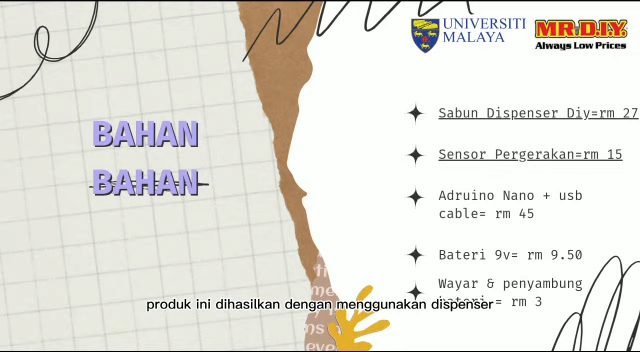 UNIVERSITI
MALAYA
MR.D.I.Y.
Always Low Prices
BAHAN
BAHAN
Sabun Dispenser Diy=rm 27
Sensor Pergerakan=rm 15
Adruino Nano + usb
cable= rm 45
Bateri 9v= rm 9.50
Wayar & penyambung
= rm 3
produk ini dihasilkan dengan menggunakan dispenser